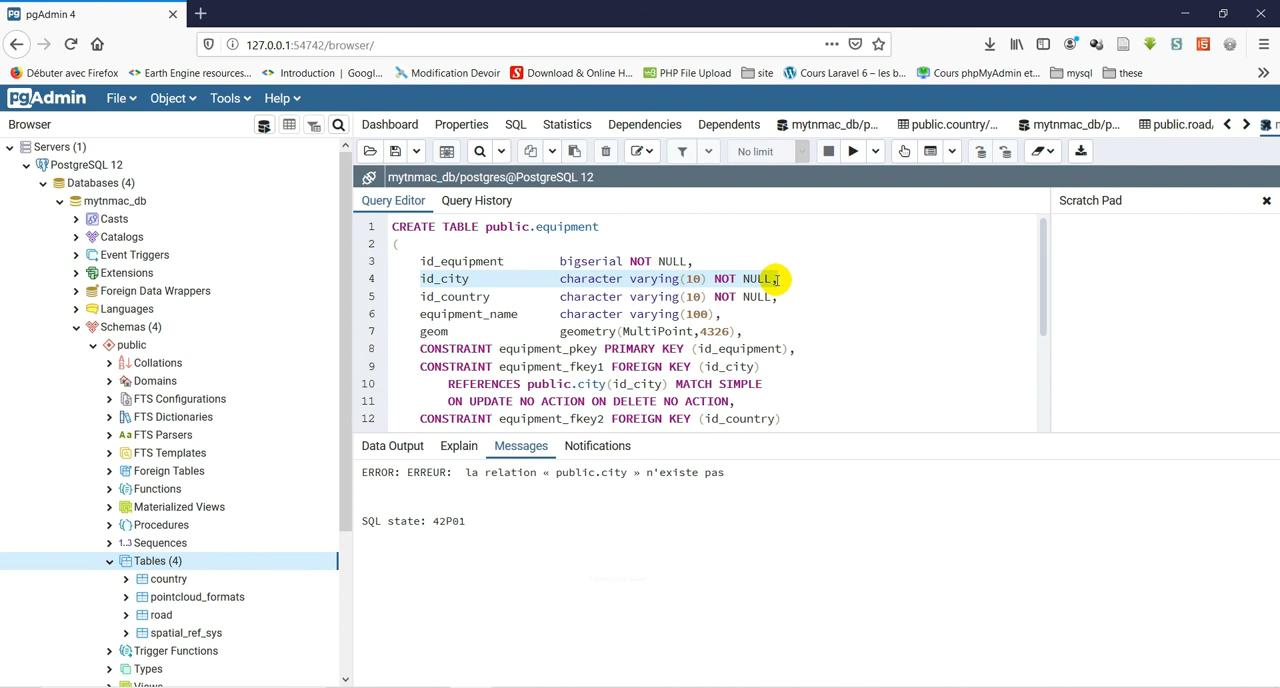 pgAdmin 4
127.0.0.1:54742/browser/
Débuter avec Firefox
Earth Engine resources...
Introduction | Googl...
Modification Devoir
Download & Online H...
PHP File Upload
site
Cours Laravel 6 – les b...
Cours phpMyAdmin et...
mysql
these
pgAdmin File Object Tools Help
Browser
Dashboard Properties SQL Statistics Dependencies Dependents mytnmac_db/p... public.country/... mytnmac_db/p... public.road/
No limit
mytnmac_db/postgres@PostgreSQL 12
Query Editor Query History
Scratch Pad
Servers (1)
PostgreSQL 12
Databases (4)
mytnmac_db
Casts
Catalogs
Event Triggers
Extensions
Foreign Data Wrappers
Languages
Schemas (4)
public
Collations
Domains
FTS Configurations
FTS Dictionaries
FTS Parsers
FTS Templates
Foreign Tables
Functions
Materialized Views
Procedures
Sequences
Tables (4)
country
pointcloud_formats
road
spatial_ref_sys
Trigger Functions
Types
Views
1 CREATE TABLE public.equipment
2 (
3 id_equipment bigserial NOT NULL,
4 id_city character varying(10) NOT NULL,
5 id_country character varying(10) NOT NULL,
6 equipment_name character varying(100),
7 geom geometry(MultiPoint,4326),
8 CONSTRAINT equipment_pkey PRIMARY KEY (id_equipment),
9 CONSTRAINT equipment_fkey1 FOREIGN KEY (id_city)
10 REFERENCES public.city(id_city) MATCH SIMPLE
11 ON UPDATE NO ACTION ON DELETE NO ACTION,
12 CONSTRAINT equipment_fkey2 FOREIGN KEY (id_country)
Data Output Explain Messages Notifications
ERROR: ERREUR: la relation « public.city » n'existe pas
SQL state: 42P01